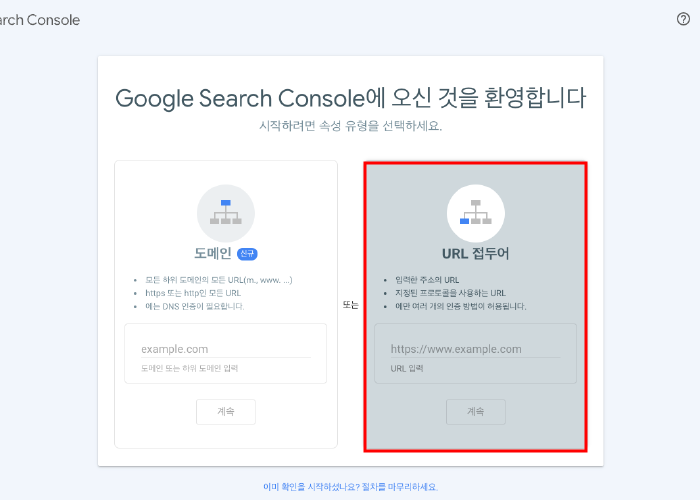 arch Console
Google Search Console에 오신 것을 환영합니다
시작하려면 속성 유형을 선택하세요.
도메인 신규
• 모든 하위 도메인의 모든 URL(m., www. ...)
• https 또는 http인 모든 URL
• 에는 DNS 인증이 필요합니다.
example.com
도메인 또는 하위 도메인 입력
계속
또는
URL 접두어
• 입력한 주소의 URL
• 지정된 프로토콜을 사용하는 URL
• 에만 여러 개의 인증 방법이 허용됩니다.
https://www.example.com
URL 입력
계속
이미 확인을 시작하셨나요? 절차를 마무리하세요.